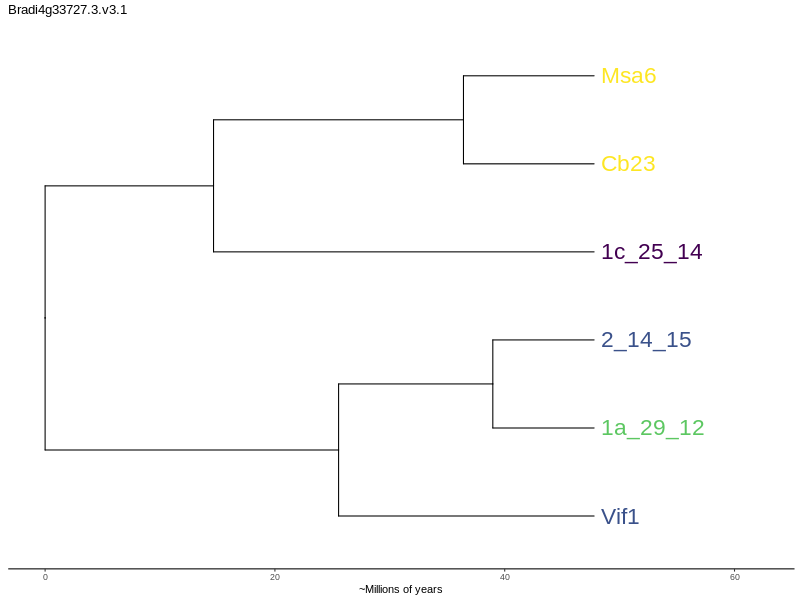 Bradi4g33727.3.v3.1
Msa6
Cb23
1c_25_14
2_14_15
1a_29_12
Vif1
0 20 40 60
~Millions of years